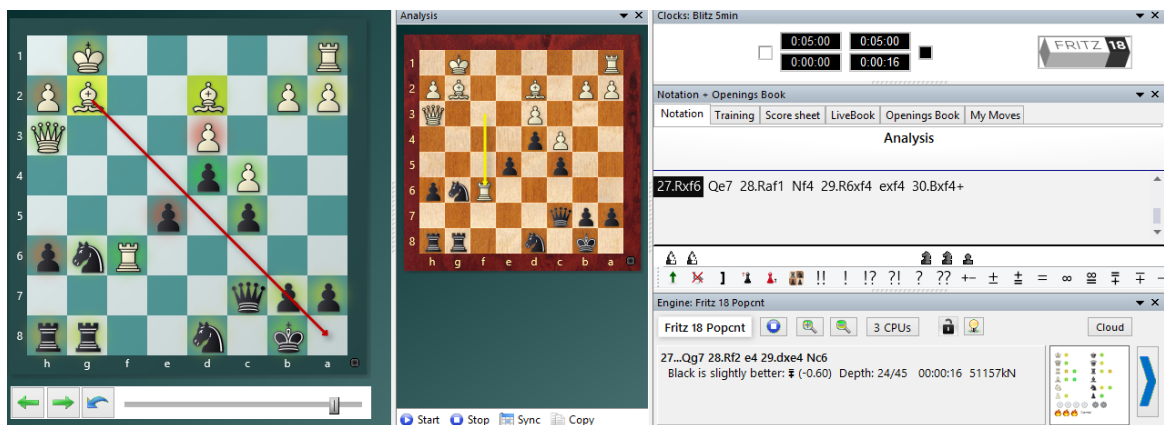 Analysis
Clocks: Blitz 5min
0:05:00 0:05:00
0:00:00 0:00:16
FRITZ 18
Notation + Openings Book
Notation Training Score sheet LiveBook Openings Book My Moves
Analysis
27.Rxf6 Qe7 28.Raf1 Nf4 29.R6xf4 exf4 30.Bxf4+
] !! ! !? ?! ? ?? +− ± ⩲ = ∞ ≌ ∓ ∓ −
Engine: Fritz 18 Popcnt
Fritz 18 Popcnt 3 CPUs Cloud
27...Qg7 28.Rf2 e4 29.dxe4 Nc6
Black is slightly better: ⩱ (-0.60) Depth: 24/45 00:00:16 51157kN
1
2
3
4
5
6
7
8
h g f e d c b a
1
2
3
4
5
6
7
8
h g f e d c b a
Start Stop Sync Copy